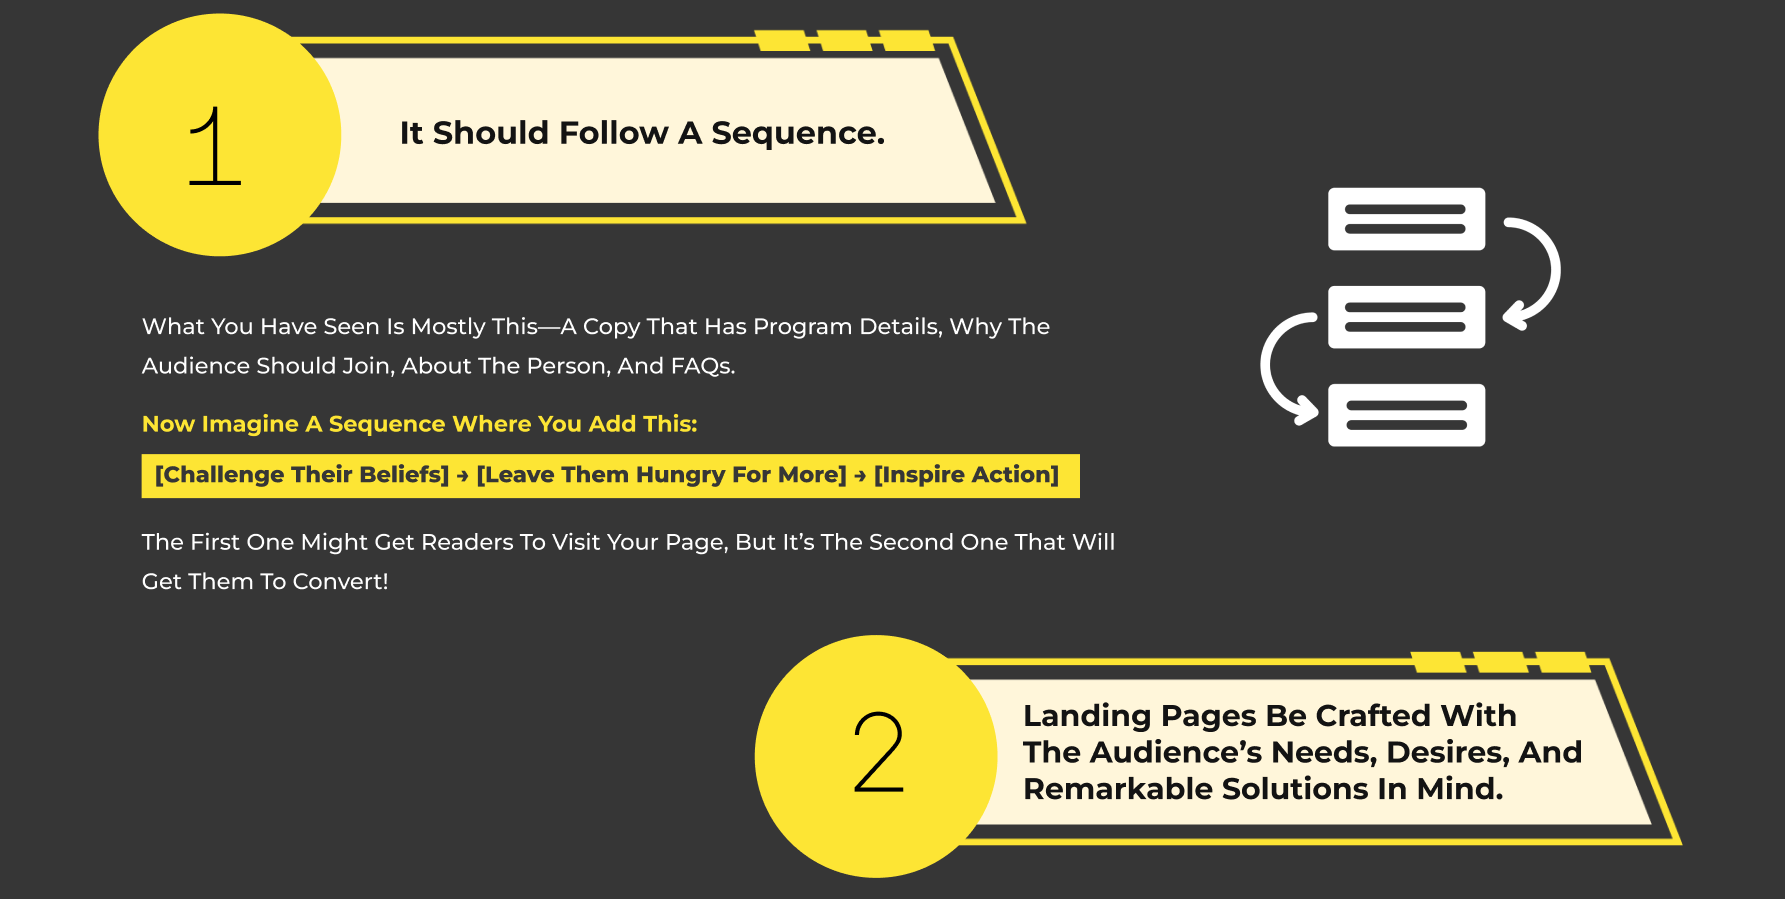 1
It Should Follow A Sequence.
What You Have Seen Is Mostly This—A Copy That Has Program Details, Why The
Audience Should Join, About The Person, And FAQs.
Now Imagine A Sequence Where You Add This:
[Challenge Their Beliefs] → [Leave Them Hungry For More] → [Inspire Action]
The First One Might Get Readers To Visit Your Page, But It’s The Second One That Will
Get Them To Convert!
2
Landing Pages Be Crafted With
The Audience’s Needs, Desires, And
Remarkable Solutions In Mind.